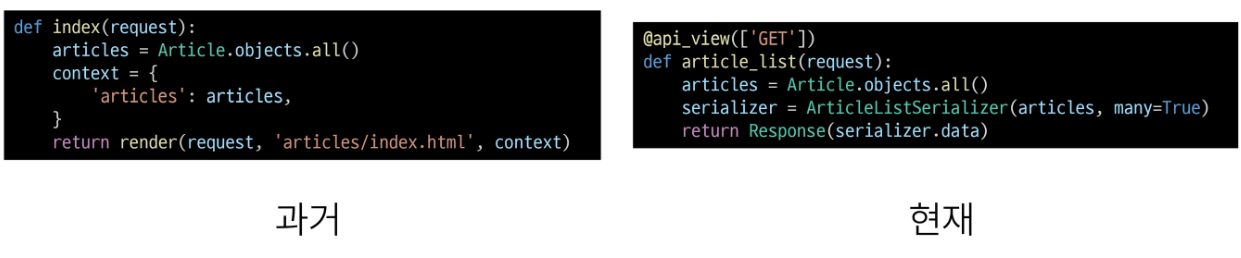 def index(request):
    articles = Article.objects.all()
    context = {
        'articles': articles,
    }
    return render(request, 'articles/index.html', context)
과거
@api_view(['GET'])
def article_list(request):
    articles = Article.objects.all()
    serializer = ArticleListSerializer(articles, many=True)
    return Response(serializer.data)
현재